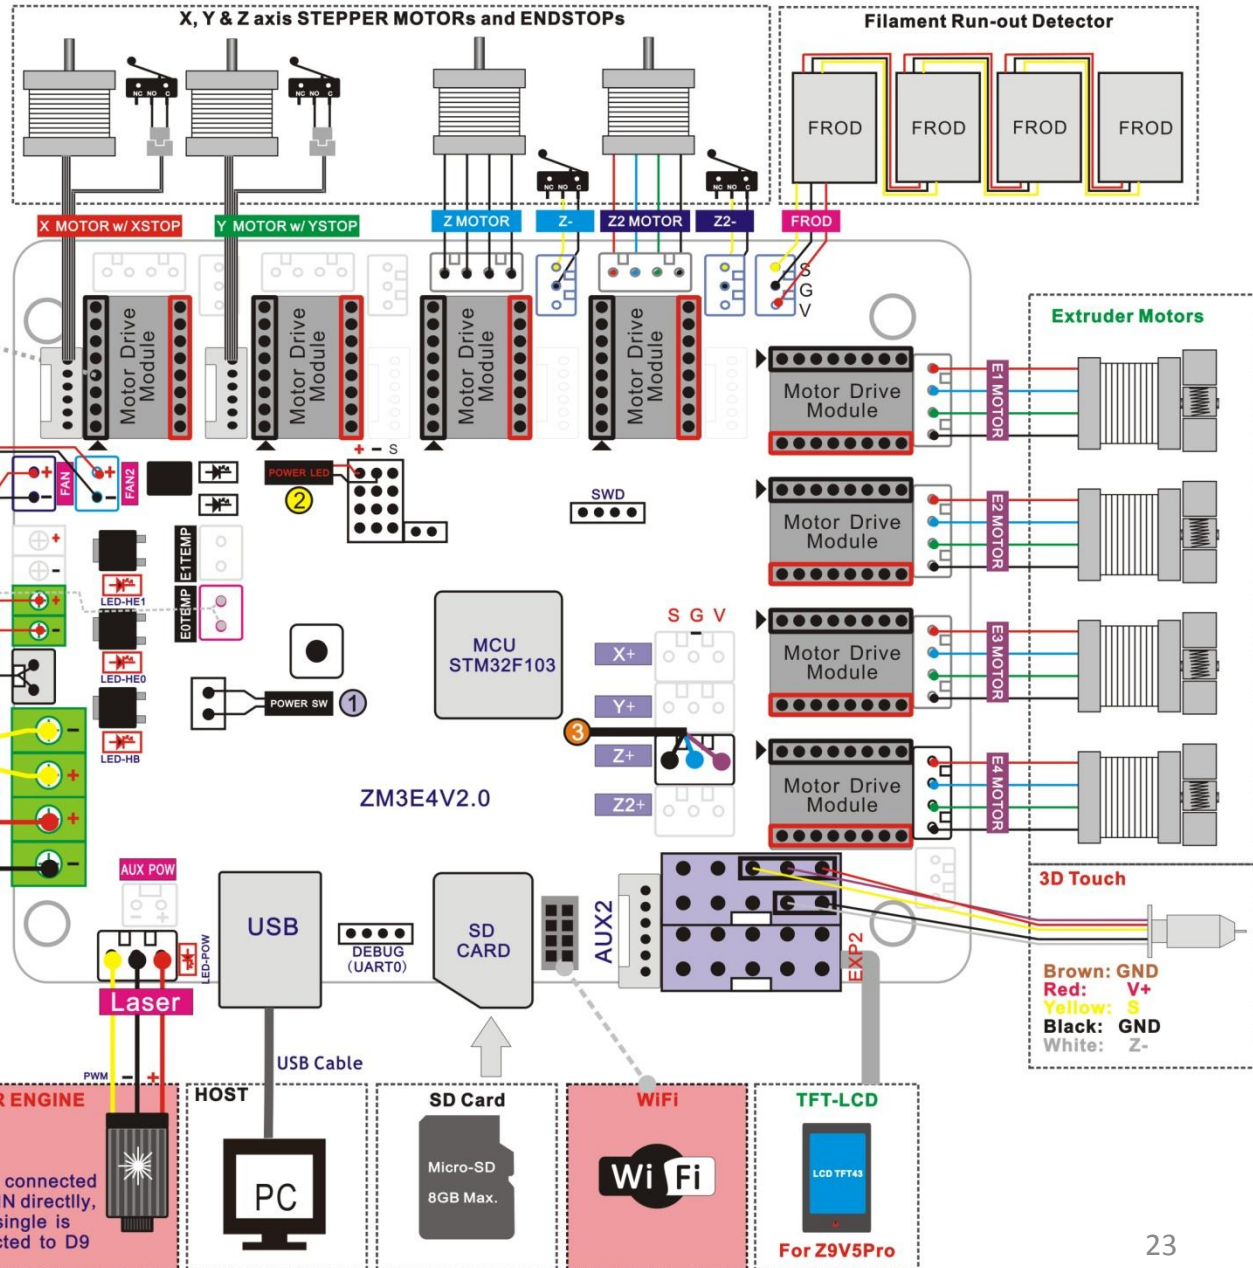 X, Y & Z axis STEPPER MOTORs and ENDSTOPs
Filament Run-out Detector
NC NO C
NC NO C
NC NO C
NC NO C
FROD
FROD
FROD
FROD
X MOTOR w/ XSTOP
Y MOTOR w/ YSTOP
Z MOTOR
Z-
Z2 MOTOR
Z2-
FROD
S
G
V
Motor Drive
Module
Motor Drive
Module
Motor Drive
Module
Motor Drive
Module
Extruder Motors
Motor Drive
Module
E1 MOTOR
Motor Drive
Module
E2 MOTOR
Motor Drive
Module
E3 MOTOR
Motor Drive
Module
E4 MOTOR
+ - S
+
-
FAN
+
-
FAN2
POWER LED
2
SWD
+
-
E1TEMP
LED-HE1
+
-
E0TEMP
LED-HE0
POWER SW
1
LED-HB
-
+
+
-
MCU
STM32F103
S G V
X+
Y+
3
Z+
Z2+
ZM3E4V2.0
AUX POW
- +
LED-POW
Laser
USB
DEBUG
(UART0)
SD
CARD
AUX2
EXP2
3D Touch
Brown: GND
Red: V+
Yellow: S
Black: GND
White: Z-
USB Cable
PWM - +
R ENGINE
connected
IN directlly,
single is
cted to D9
HOST
PC
SD Card
Micro-SD
8GB Max.
WiFi
Wi Fi
TFT-LCD
LCD TFT43
For Z9V5Pro
23